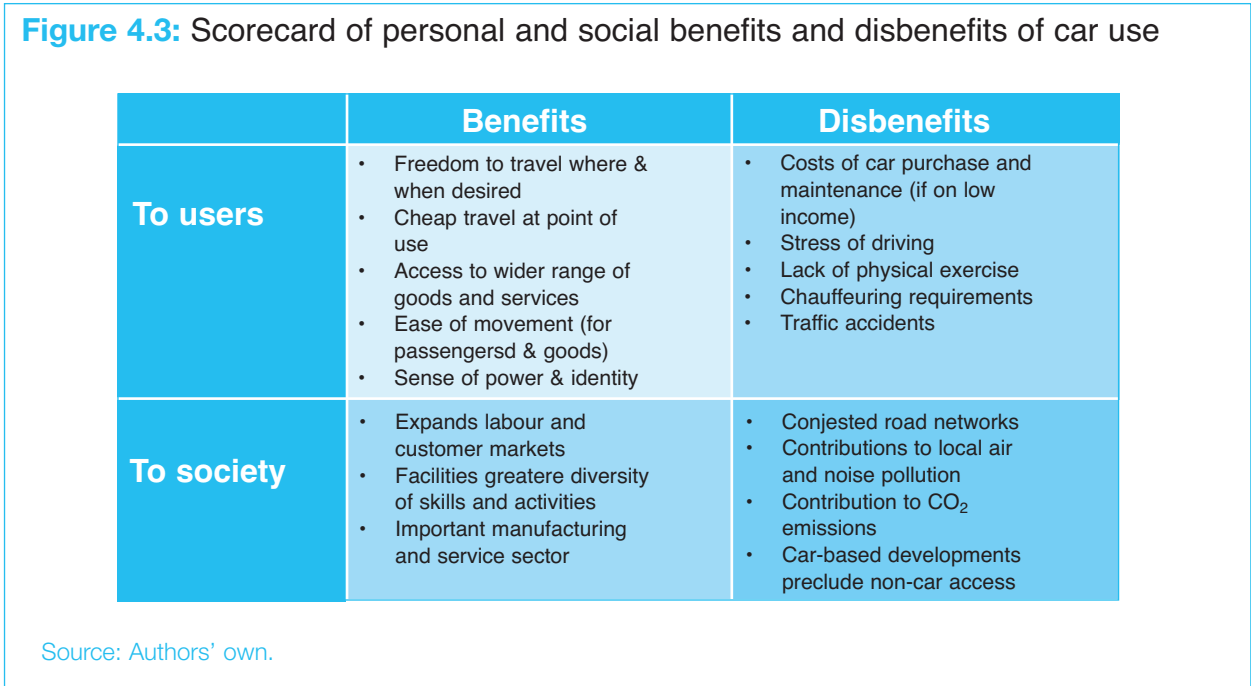 Figure 4.3: Scorecard of personal and social benefits and disbenefits of car use
Benefits
Disbenefits
To users
• Freedom to travel where &
when desired
• Cheap travel at point of
use
• Access to wider range of
goods and services
• Ease of movement (for
passengersd & goods)
• Sense of power & identity
• Costs of car purchase and
maintenance (if on low
income)
• Stress of driving
• Lack of physical exercise
• Chauffeuring requirements
• Traffic accidents
To society
• Expands labour and
customer markets
• Facilities greatere diversity
of skills and activities
• Important manufacturing
and service sector
• Conjested road networks
• Contributions to local air
and noise pollution
• Contribution to CO₂
emissions
• Car-based developments
preclude non-car access
Source: Authors’ own.